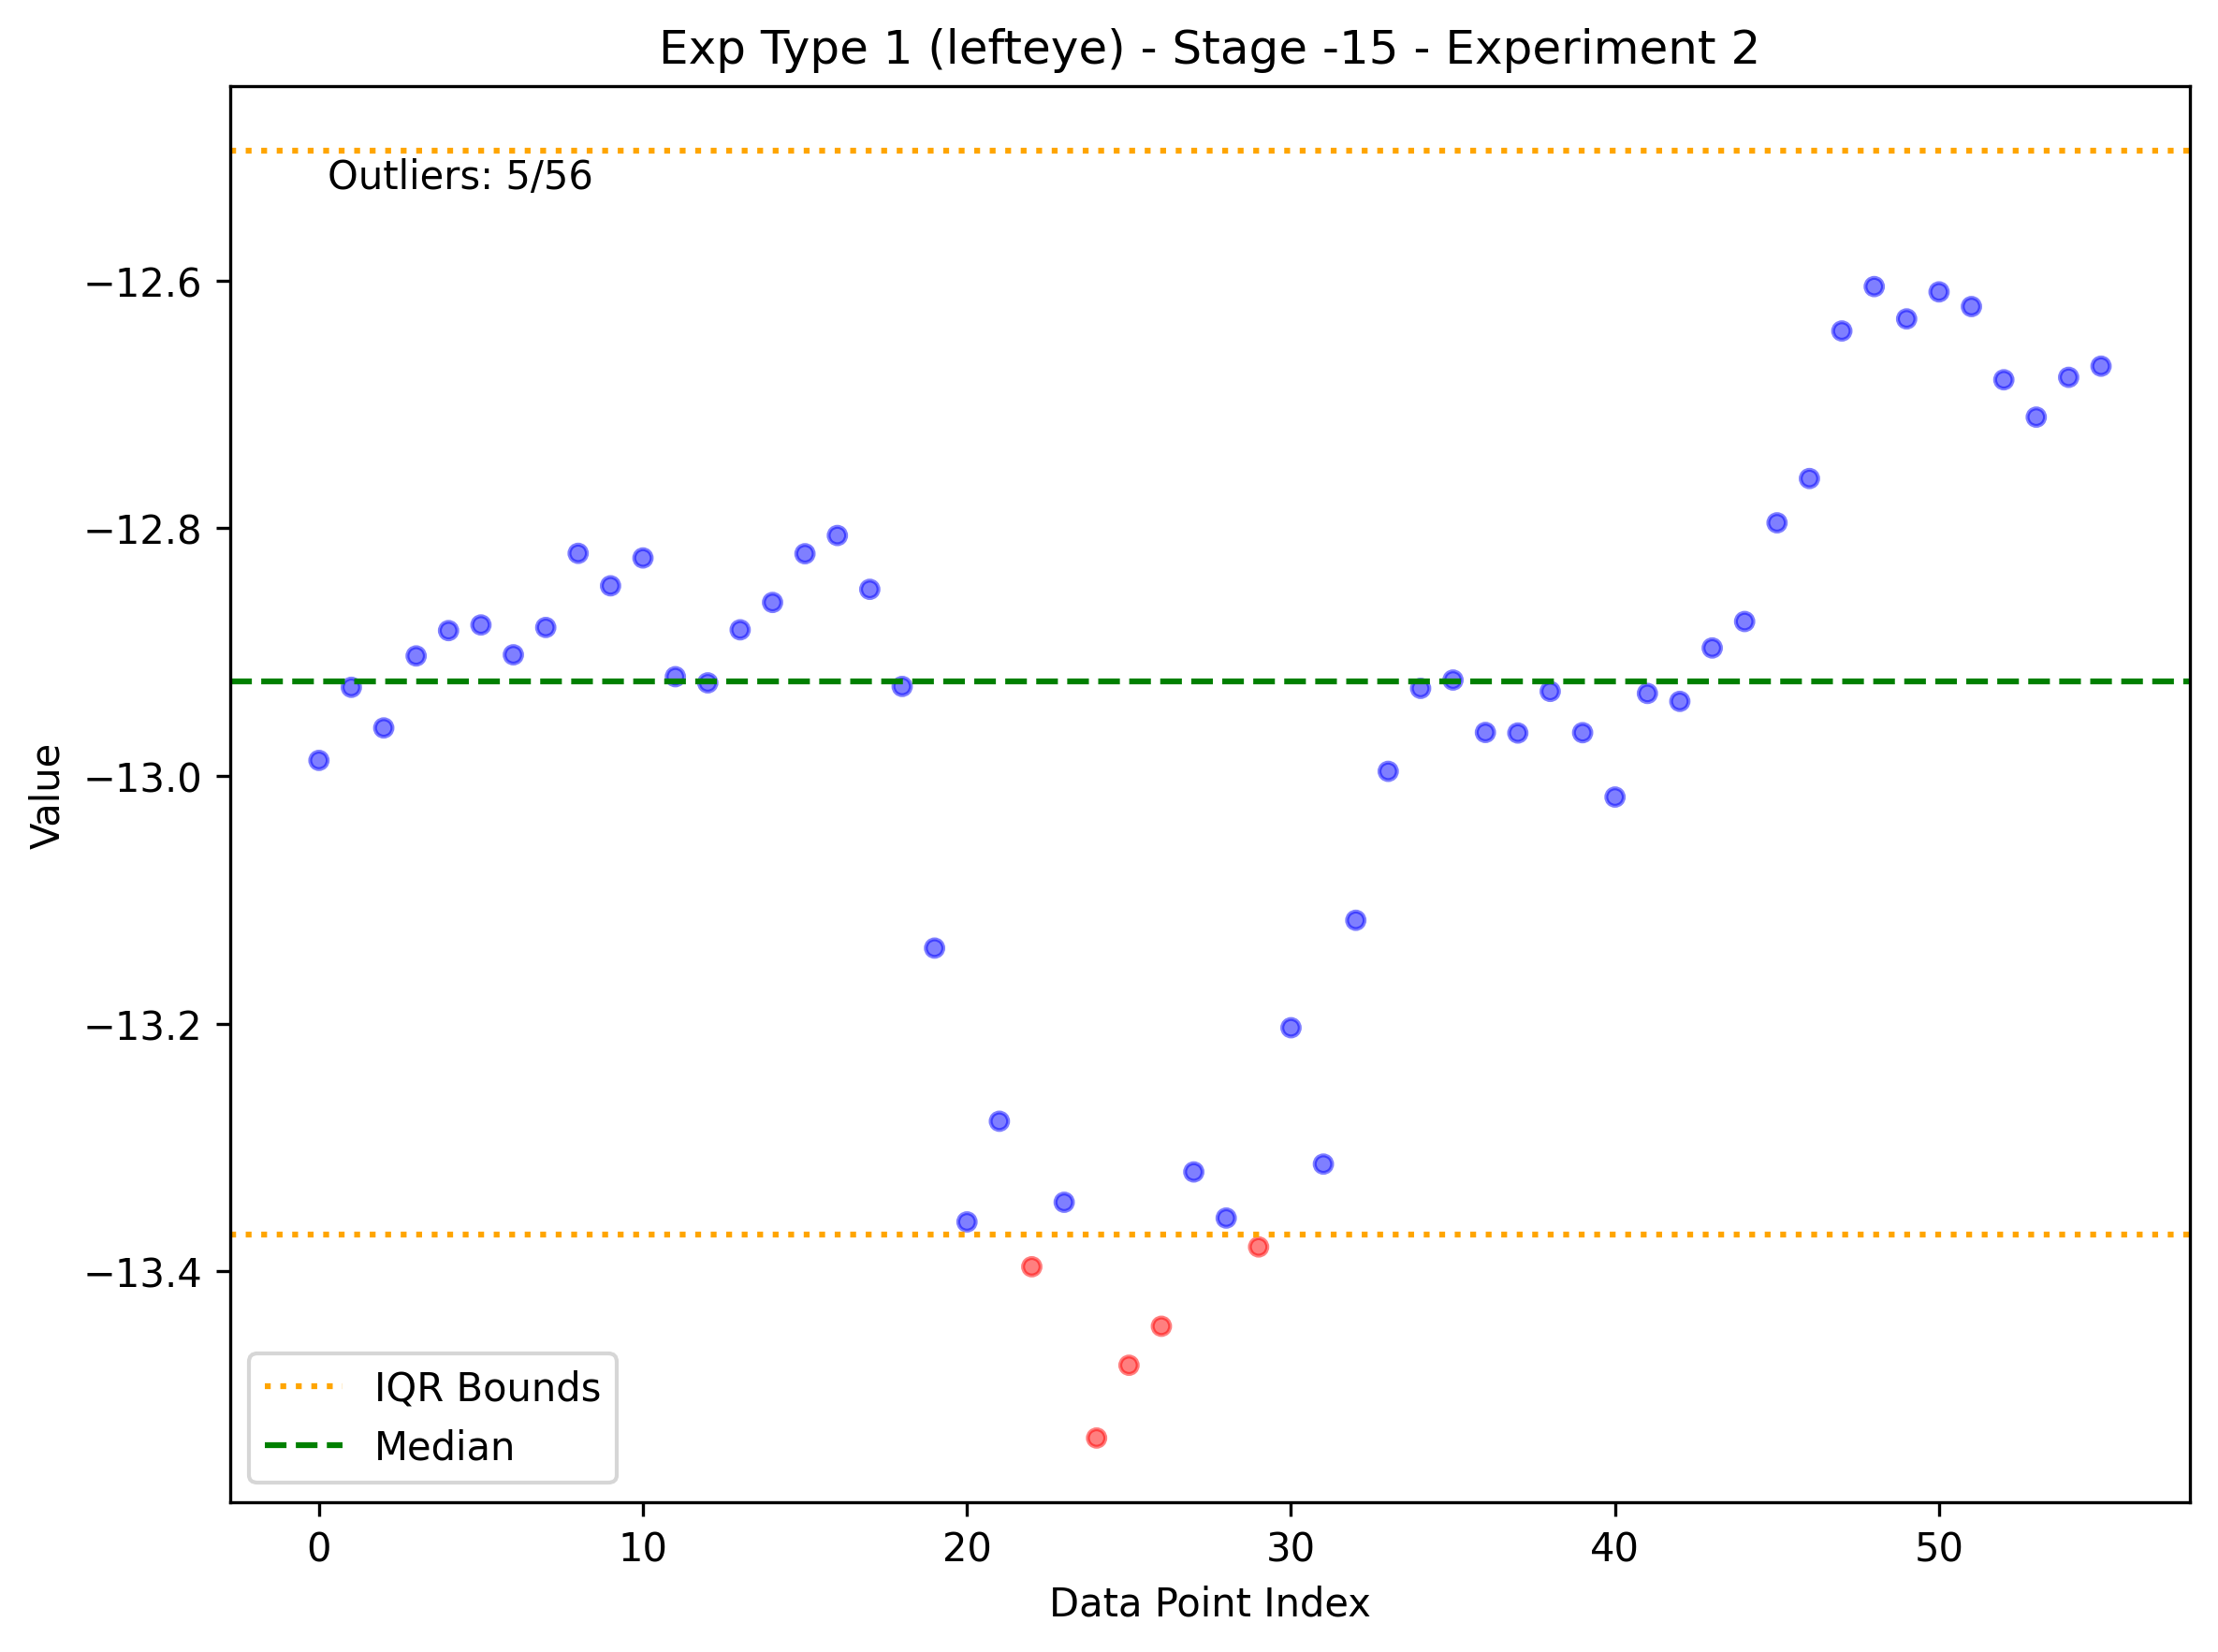 Exp Type 1 (lefteye) - Stage -15 - Experiment 2
Outliers: 5/56
−12.6
−12.8
−13.0
−13.2
−13.4
Value
IQR Bounds
Median
0 10 20 30 40 50
Data Point Index